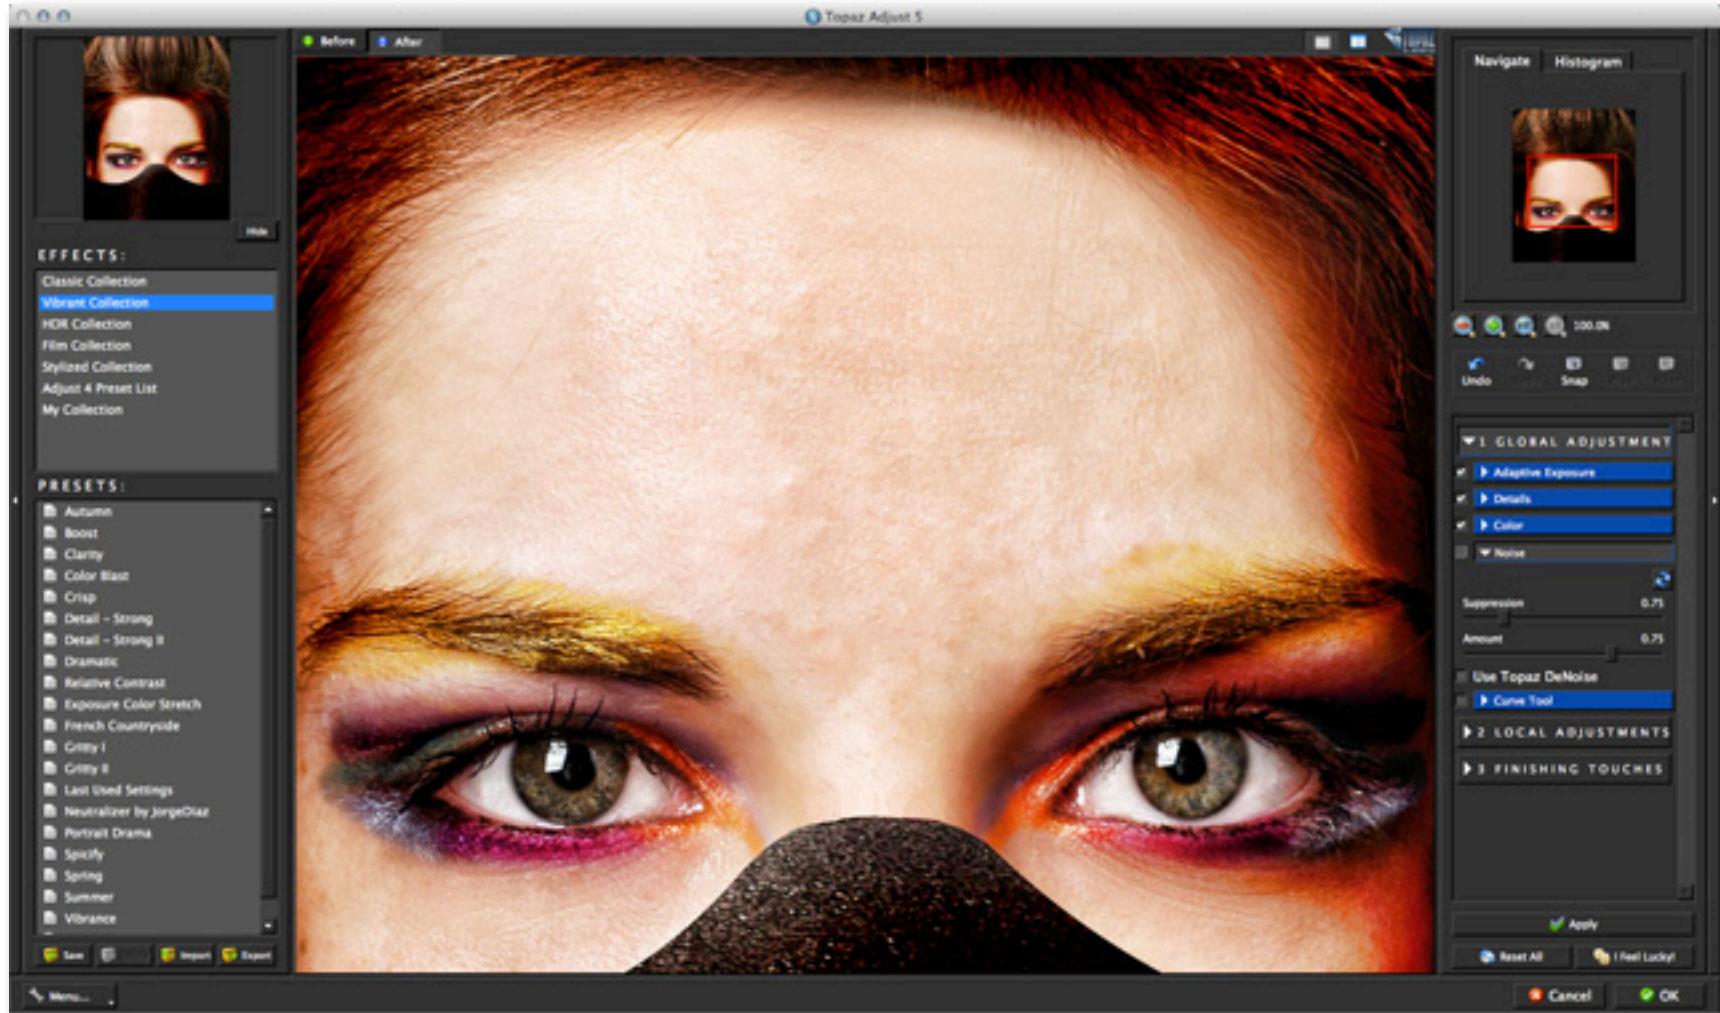 Topaz Adjust 5
Before
After
Hide
EFFECTS:
Classic Collection
Vibrant Collection
HDR Collection
Film Collection
Stylized Collection
Adjust 4 Preset List
My Collection
PRESETS:
Autumn
Boost
Clarity
Color Blast
Crisp
Detail - Strong
Detail - Strong II
Dramatic
Relative Contrast
Exposure Color Stretch
French Countryside
Gritty I
Gritty II
Last Used Settings
Neutralizer by JorgeDiaz
Portrait Drama
Spicify
Spring
Summer
Vibrance
Save
Import
Export
Menu...
Navigate
Histogram
100.0%
Undo
Snap
1 GLOBAL ADJUSTMENT
Adaptive Exposure
Details
Color
Noise
Suppression 0.75
Amount 0.75
Use Topaz DeNoise
Curve Tool
2 LOCAL ADJUSTMENTS
3 FINISHING TOUCHES
Apply
Reset All
I Feel Lucky!
Cancel
OK